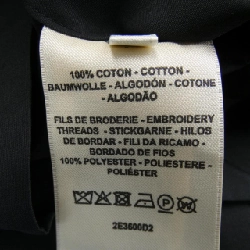 100% COTON - COTTON -
BAUMWOLLE - ALGODÓN - COTONE
- ALGODÃO
FILS DE BRODERIE - EMBROIDERY
THREADS - STICKGARNE - HILOS
DE BORDAR - FILI DA RICAMO -
BORDADO DE FIOS
100% POLYESTER - POLIESTERE -
POLIÉSTER
2E3500D2